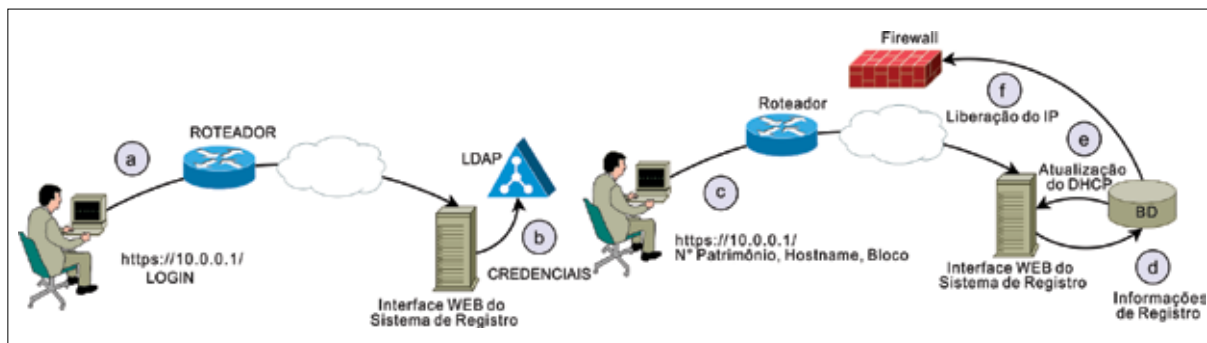 a
ROTEADOR
LDAP
b
https://10.0.0.1/
LOGIN
CREDENCIAIS
Interface WEB do
Sistema de Registro
Firewall
f
Liberação do IP
Roteador
e
Atualização
do DHCP
c
BD
https://10.0.0.1/
N° Patrimônio, Hostname, Bloco
Interface WEB do
Sistema de Registro
d
Informações
de Registro